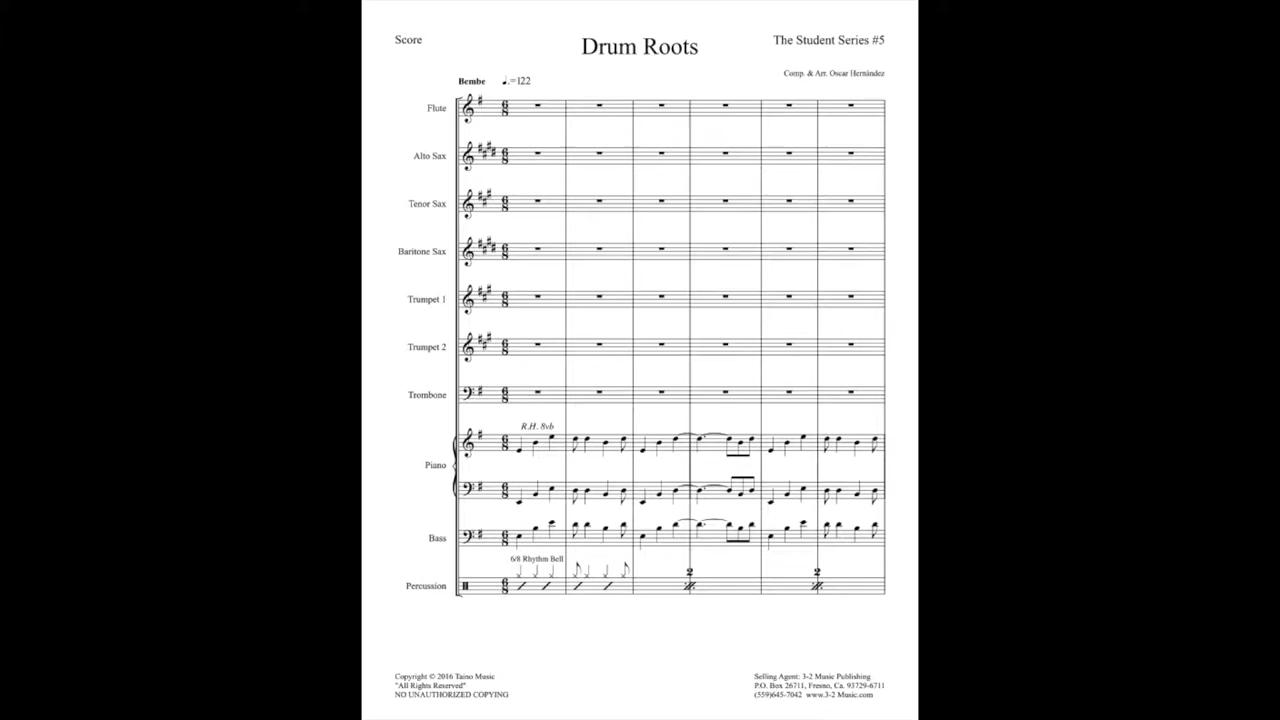 Score
Drum Roots
The Student Series #5
Comp. & Arr. Oscar Hernández
Bembe ♩.=122
Flute
Alto Sax
Tenor Sax
Baritone Sax
Trumpet 1
Trumpet 2
Trombone
R.H. 8vb
Piano
Bass
6/8 Rhythm Bell
2
2
Percussion
Copyright © 2016 Taino Music
"All Rights Reserved"
NO UNAUTHORIZED COPYING
Selling Agent: 3-2 Music Publishing
P.O. Box 26711, Fresno, Ca. 93729-6711
(559)645-7042 www.3-2 Music.com